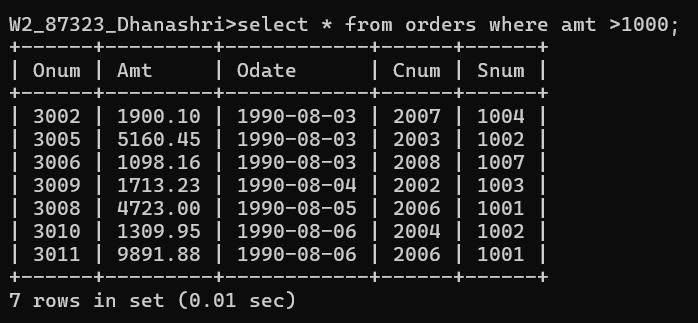 W2_87323_Dhanashri>select * from orders where amt >1000;
+------+---------+------------+------+------+
| Onum | Amt     | Odate      | Cnum | Snum |
+------+---------+------------+------+------+
| 3002 | 1900.10 | 1990-08-03 | 2007 | 1004 |
| 3005 | 5160.45 | 1990-08-03 | 2003 | 1002 |
| 3006 | 1098.16 | 1990-08-03 | 2008 | 1007 |
| 3009 | 1713.23 | 1990-08-04 | 2002 | 1003 |
| 3008 | 4723.00 | 1990-08-05 | 2006 | 1001 |
| 3010 | 1309.95 | 1990-08-06 | 2004 | 1002 |
| 3011 | 9891.88 | 1990-08-06 | 2006 | 1001 |
+------+---------+------------+------+------+
7 rows in set (0.01 sec)